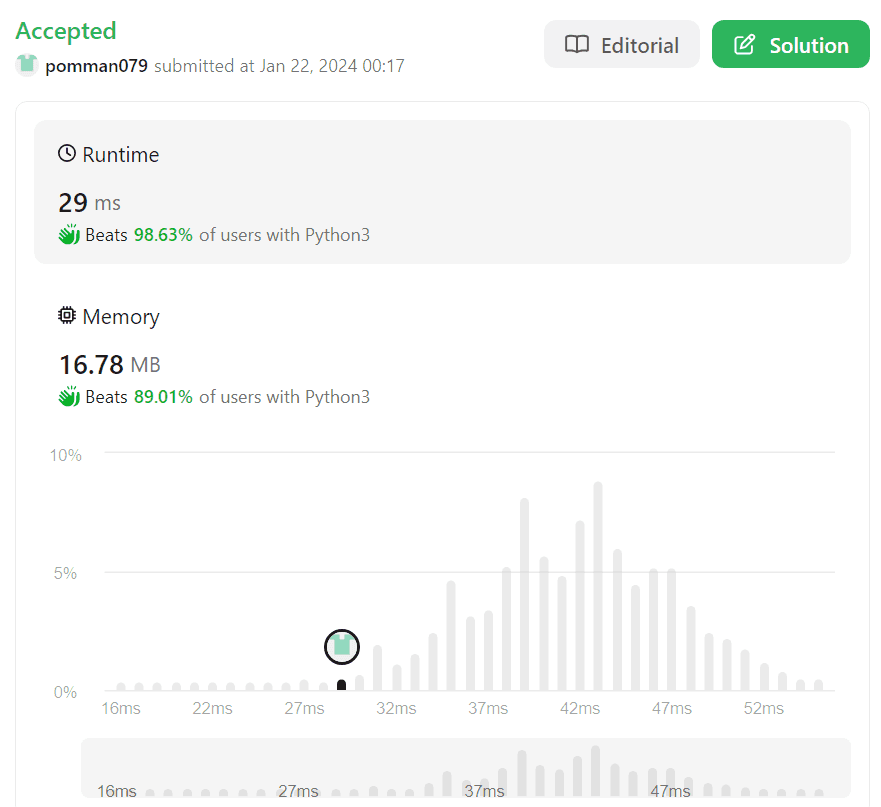 Accepted
Editorial
Solution
pomman079 submitted at Jan 22, 2024 00:17
Runtime
29 ms
Beats 98.63% of users with Python3
Memory
16.78 MB
Beats 89.01% of users with Python3
10%
5%
0%
16ms 22ms 27ms 32ms 37ms 42ms 47ms 52ms
16ms 27ms 37ms 47ms